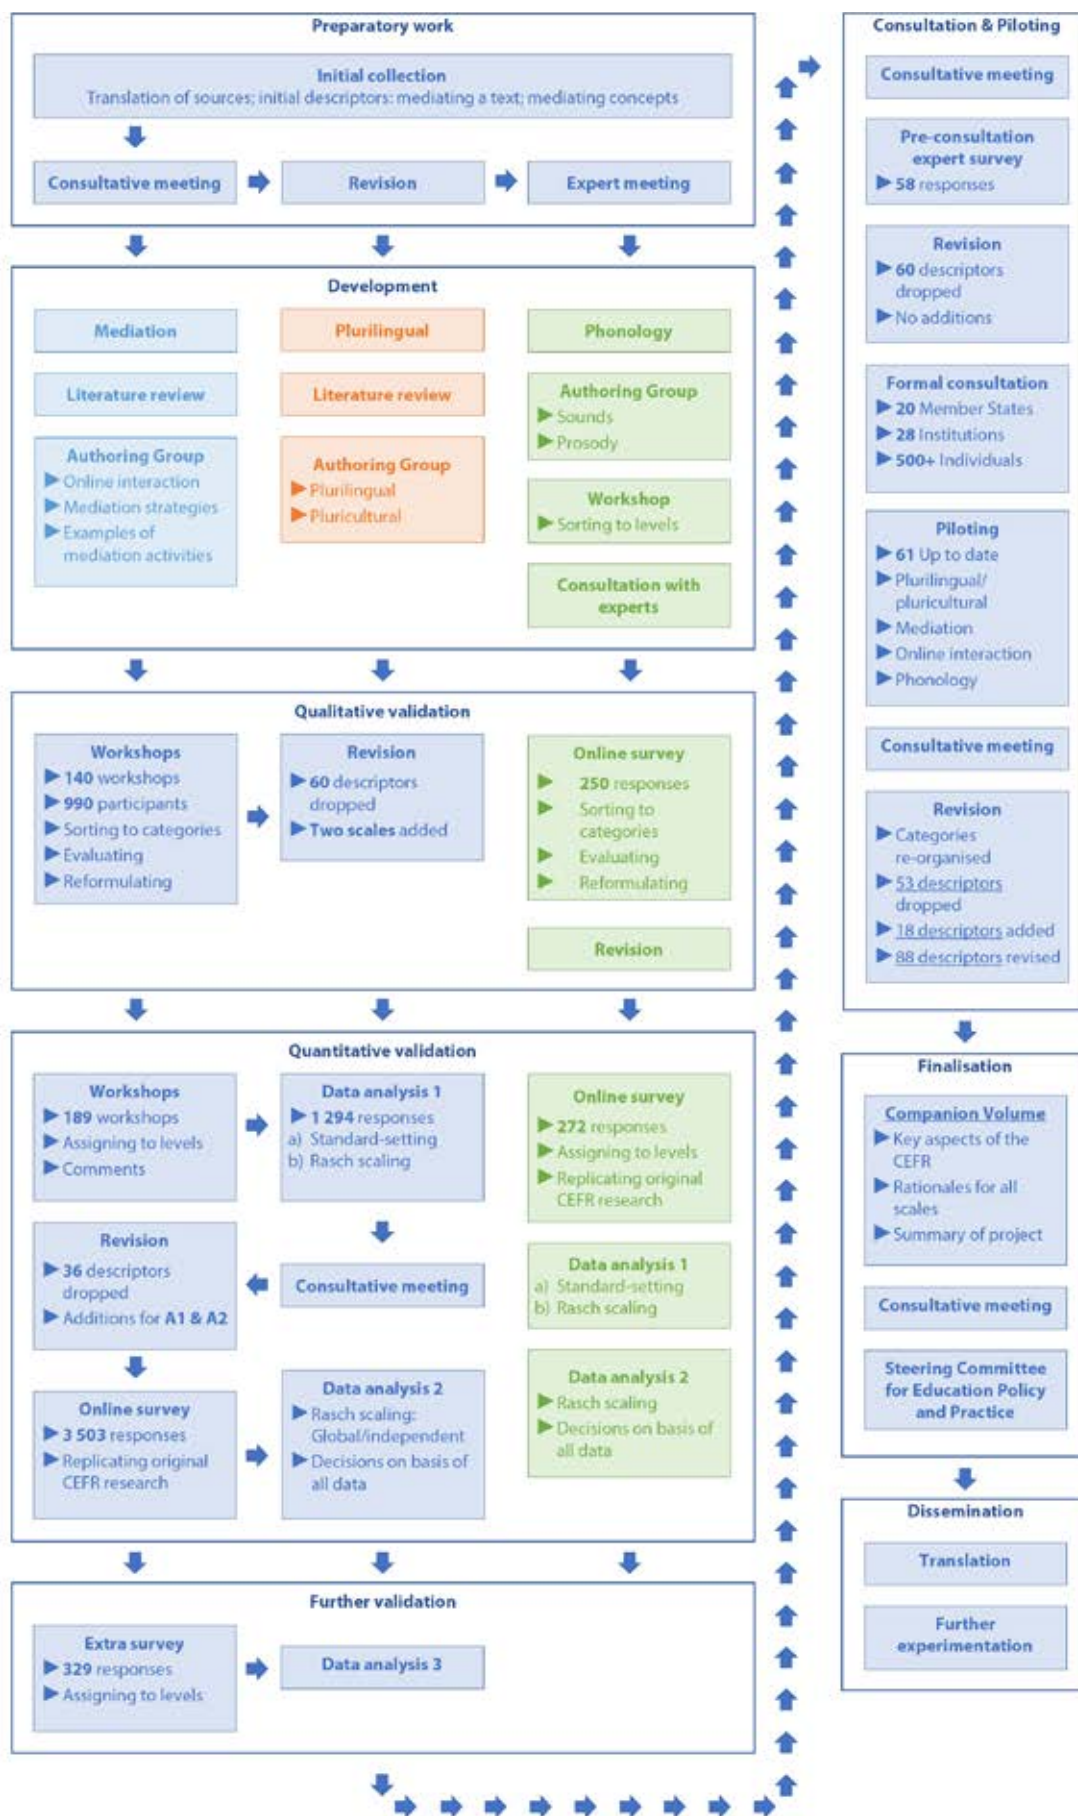 Preparatory work
Initial collection
Translation of sources; initial descriptors: mediating a text; mediating concepts
Consultative meeting
Revision
Expert meeting
Development
Mediation
Literature review
Authoring Group
Online interaction
Mediation strategies
Examples of
mediation activities
Plurilingual
Literature review
Authoring Group
Plurilingual
Pluricultural
Phonology
Authoring Group
Sounds
Prosody
Workshop
Sorting to levels
Consultation with
experts
Qualitative validation
Workshops
140 workshops
990 participants
Sorting to categories
Evaluating
Reformulating
Revision
60 descriptors
dropped
Two scales added
Online survey
250 responses
Sorting to
categories
Evaluating
Reformulating
Revision
Quantitative validation
Workshops
189 workshops
Assigning to levels
Comments
Data analysis 1
1 294 responses
a) Standard-setting
b) Rasch scaling
Consultative meeting
Revision
36 descriptors
dropped
Additions for A1 & A2
Online survey
3 503 responses
Replicating original
CEFR research
Data analysis 2
Rasch scaling:
Global/independent
Decisions on basis of
all data
Online survey
272 responses
Assigning to levels
Replicating original
CEFR research
Data analysis 1
a) Standard-setting
b) Rasch scaling
Data analysis 2
Rasch scaling
Decisions on basis of
all data
Further validation
Extra survey
329 responses
Assigning to levels
Data analysis 3
Consultation & Piloting
Consultative meeting
Pre-consultation
expert survey
58 responses
Revision
60 descriptors
dropped
No additions
Formal consultation
20 Member States
28 Institutions
500+ Individuals
Piloting
61 Up to date
Plurilingual/
pluricultural
Mediation
Online interaction
Phonology
Consultative meeting
Revision
Categories
re-organised
53 descriptors
dropped
18 descriptors added
88 descriptors revised
Finalisation
Companion Volume
Key aspects of the
CEFR
Rationales for all
scales
Summary of project
Consultative meeting
Steering Committee
for Education Policy
and Practice
Dissemination
Translation
Further
experimentation